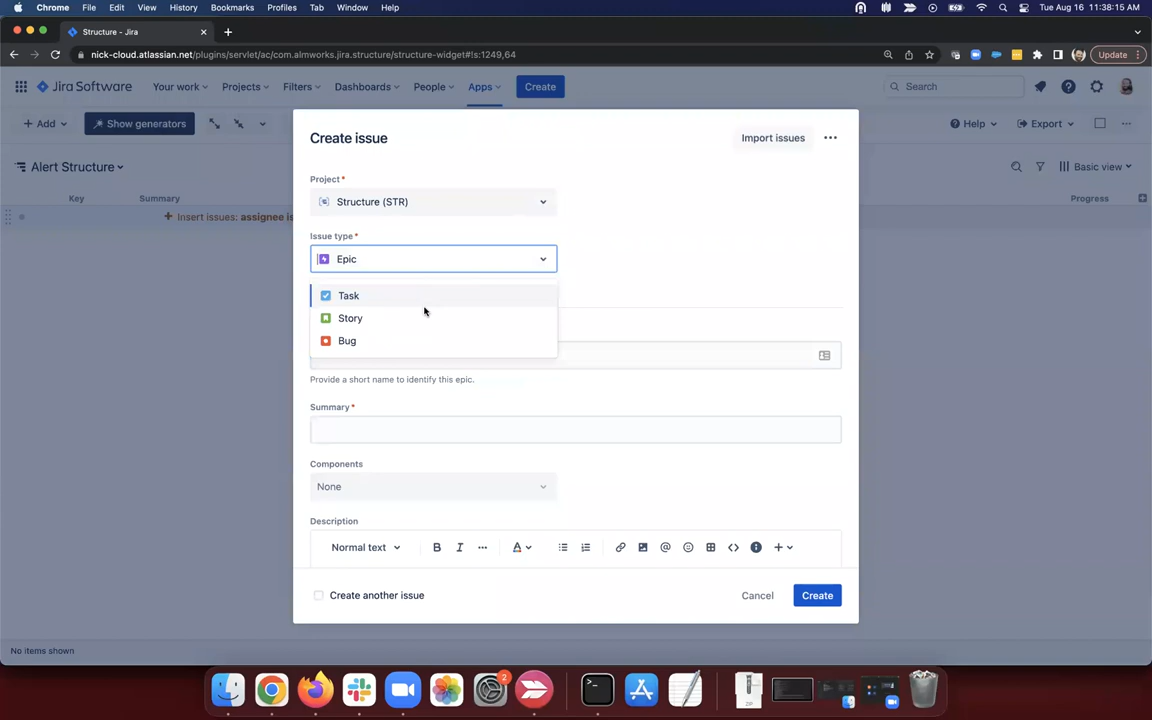 Chrome File Edit View History Bookmarks Profiles Tab Window Help Tue Aug 16 11:38:15 AM
Structure - Jira
nick-cloud.atlassian.net/plugins/servlet/ac/com.almworks.jira.structure/structure-widget#!s:1249,64 Update
Jira Software Your work Projects Filters Dashboards People Apps Create Search
+ Add Show generators Help Export
Create issue Import issues
Alert Structure Basic view
Project*
Key Summary Progress
Structure (STR)
+ Insert issues: assignee is
Issue type*
Epic
Task
Story
Bug
Provide a short name to identify this epic.
Summary*
Components
None
Description
Normal text B I
Create another issue Cancel Create
No items shown
2
ZIP